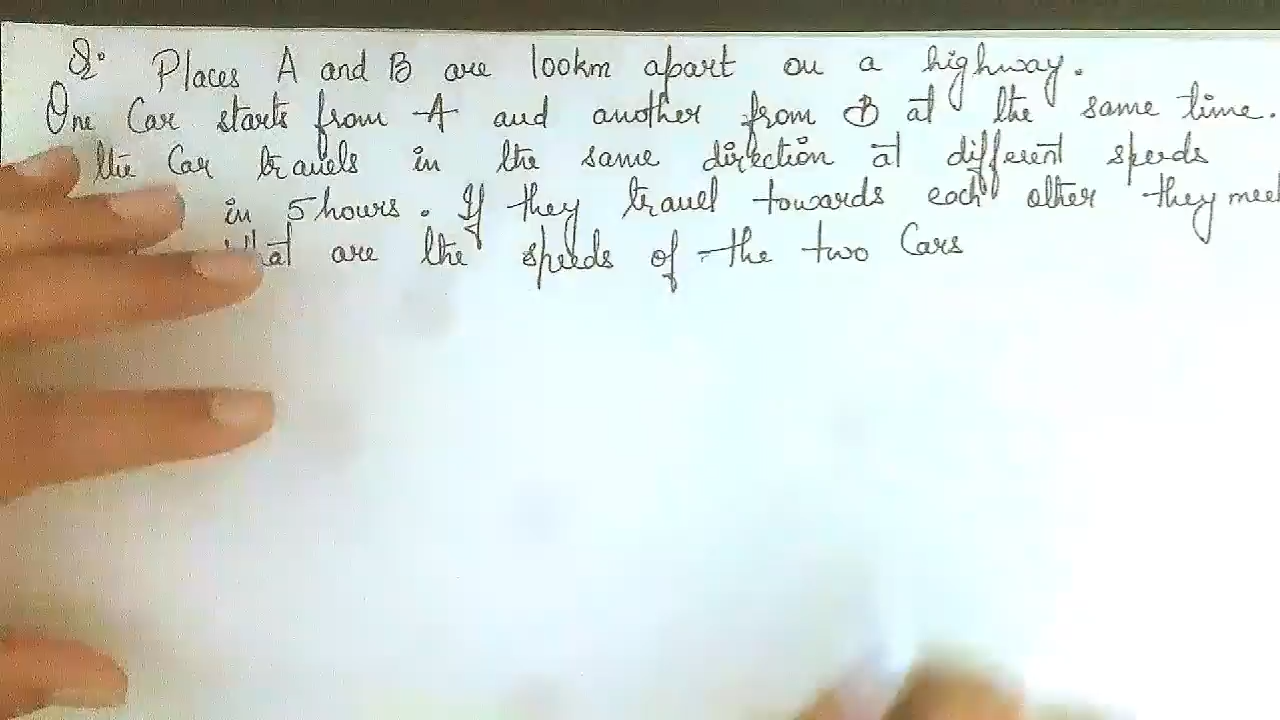 Q: Places A and B are 100km apart on a highway.
One Car starts from A and another from B at the same time.
the Car travels in the same direction at different speeds
in 5 hours. If they travel towards each other they meet
are the speeds of the two Cars